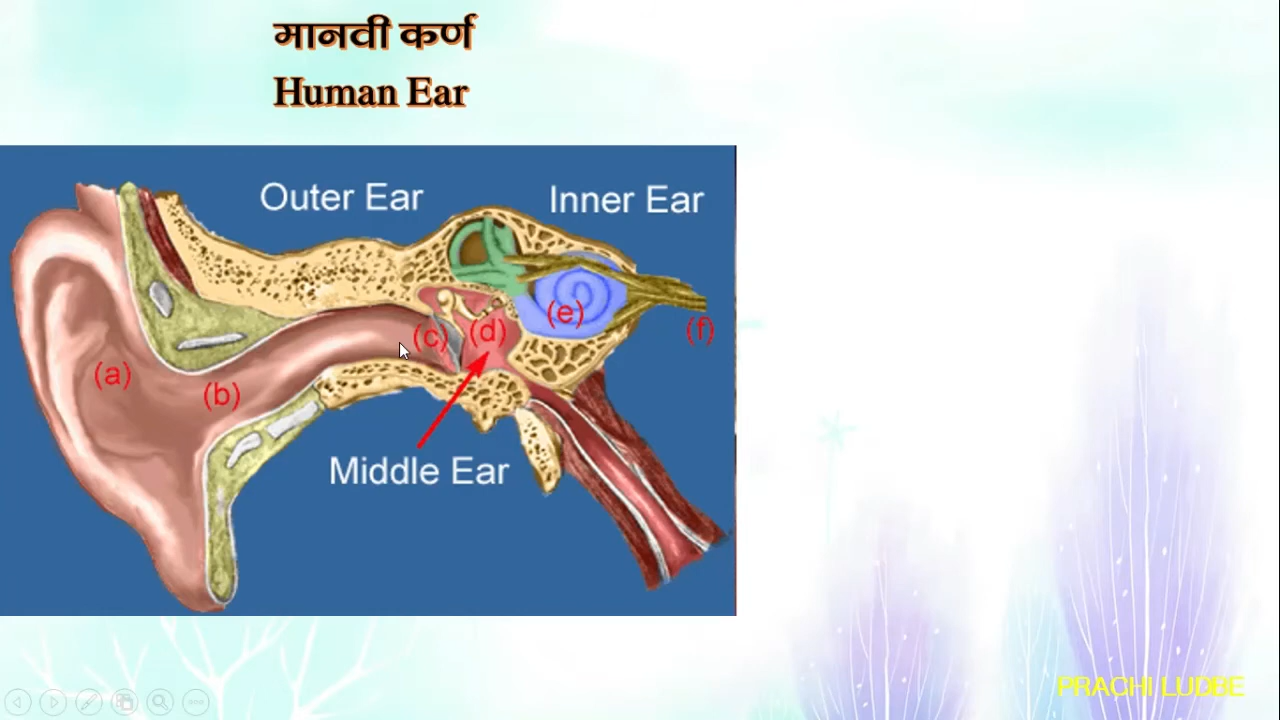 मानवी कर्ण
Human Ear
Outer Ear
Inner Ear
(a)
(b)
(c)
(d)
(e)
(f)
Middle Ear
PRACHI LUDBE